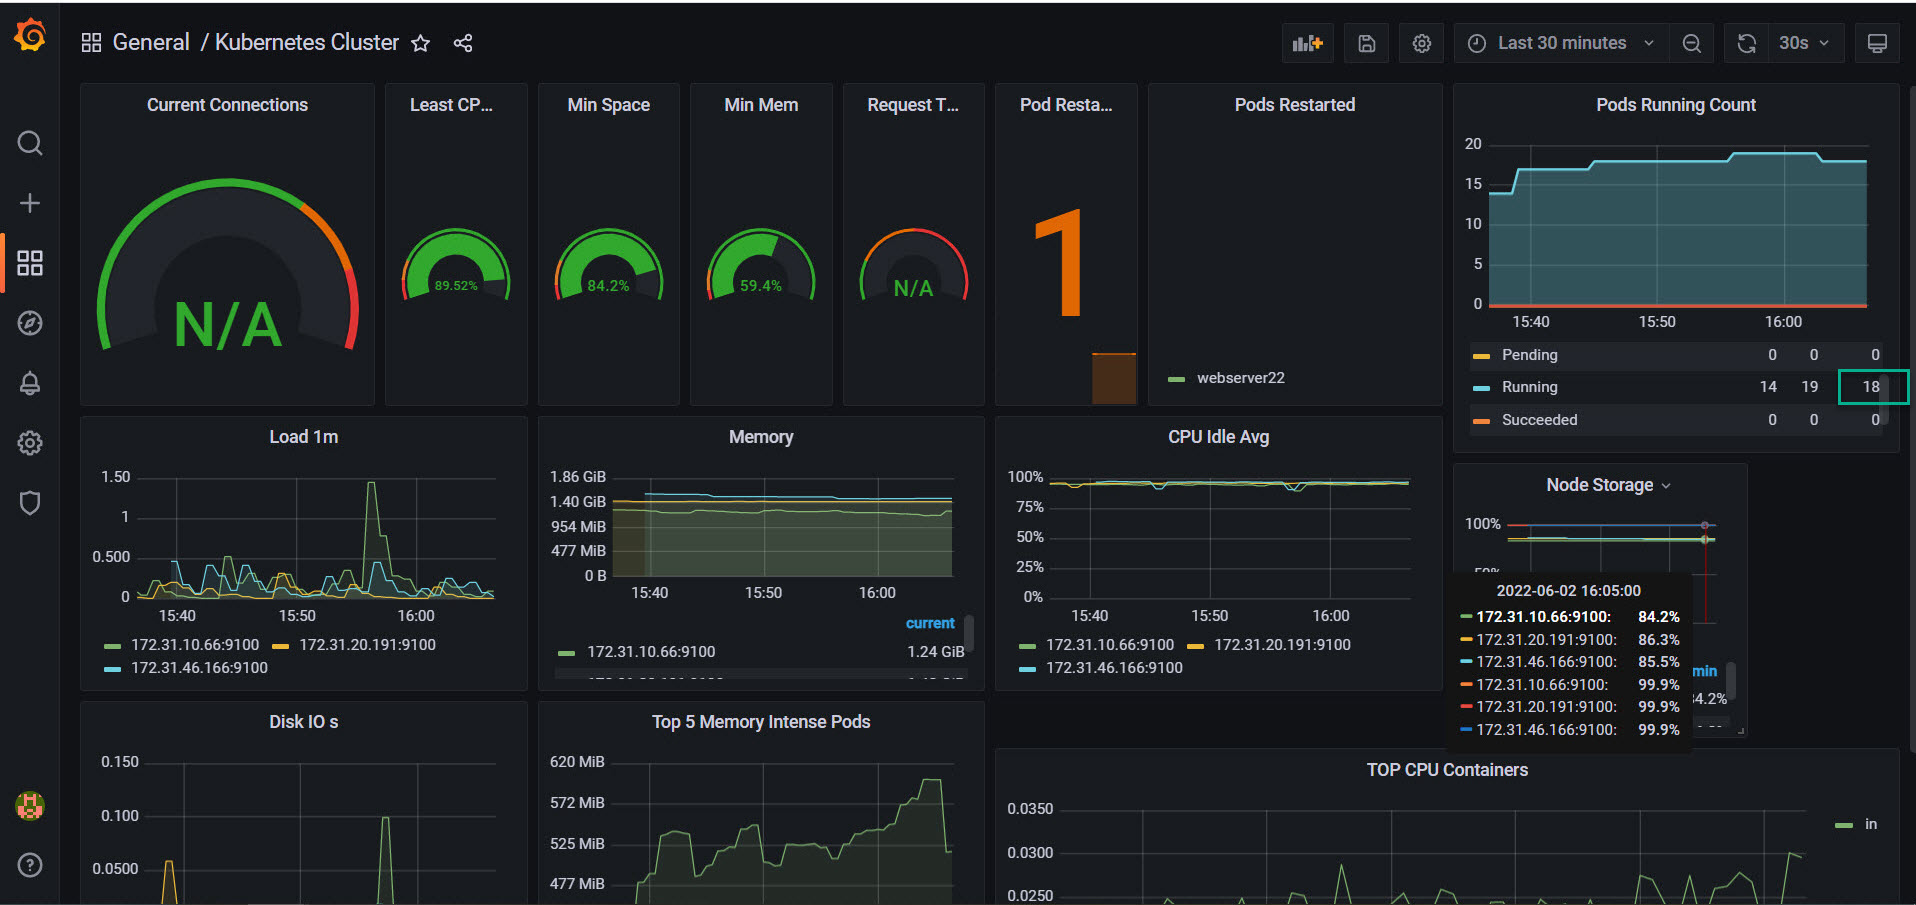 General / Kubernetes Cluster
Last 30 minutes
30s
Current Connections
N/A
Least CP...
89.52%
Min Space
84.2%
Min Mem
59.4%
Request T...
N/A
Pod Resta...
1
Pods Restarted
webserver22
Pods Running Count
20
15
10
5
0
15:40 15:50 16:00
Pending 0 0 0
Running 14 19 18
Succeeded 0 0 0
Load 1m
1.50
1
0.500
0
15:40 15:50 16:00
172.31.10.66:9100 172.31.20.191:9100
172.31.46.166:9100
Memory
1.86 GiB
1.40 GiB
954 MiB
477 MiB
0 B
15:40 15:50 16:00
current
172.31.10.66:9100 1.24 GiB
CPU Idle Avg
100%
75%
50%
25%
0%
15:40 15:50 16:00
172.31.10.66:9100 172.31.20.191:9100
172.31.46.166:9100
Node Storage
100%
2022-06-02 16:05:00
172.31.10.66:9100: 84.2%
172.31.20.191:9100: 86.3%
172.31.46.166:9100: 85.5%
172.31.10.66:9100: 99.9%
172.31.20.191:9100: 99.9%
172.31.46.166:9100: 99.9%
min
4.2%
Disk IO s
0.150
0.100
0.0500
Top 5 Memory Intense Pods
620 MiB
572 MiB
525 MiB
477 MiB
TOP CPU Containers
0.0350
0.0300
0.0250
in